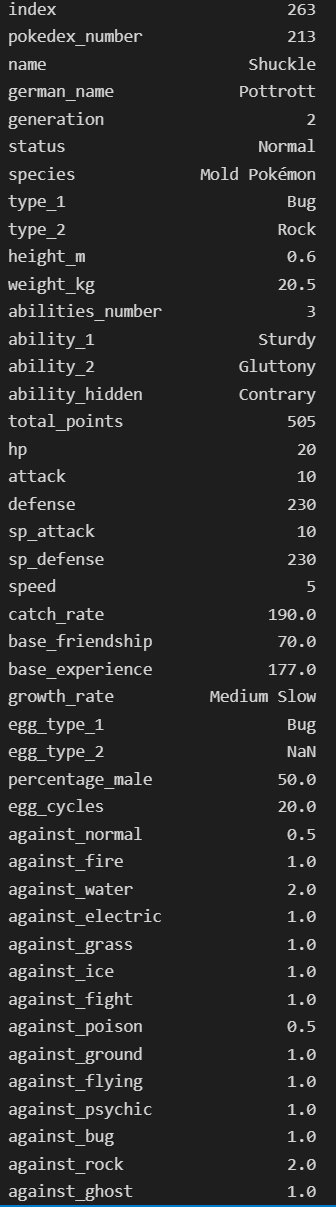 index 263
pokedex_number 213
name Shuckle
german_name Pottrott
generation 2
status Normal
species Mold Pokémon
type_1 Bug
type_2 Rock
height_m 0.6
weight_kg 20.5
abilities_number 3
ability_1 Sturdy
ability_2 Gluttony
ability_hidden Contrary
total_points 505
hp 20
attack 10
defense 230
sp_attack 10
sp_defense 230
speed 5
catch_rate 190.0
base_friendship 70.0
base_experience 177.0
growth_rate Medium Slow
egg_type_1 Bug
egg_type_2 NaN
percentage_male 50.0
egg_cycles 20.0
against_normal 0.5
against_fire 1.0
against_water 2.0
against_electric 1.0
against_grass 1.0
against_ice 1.0
against_fight 1.0
against_poison 0.5
against_ground 1.0
against_flying 1.0
against_psychic 1.0
against_bug 1.0
against_rock 2.0
against_ghost 1.0